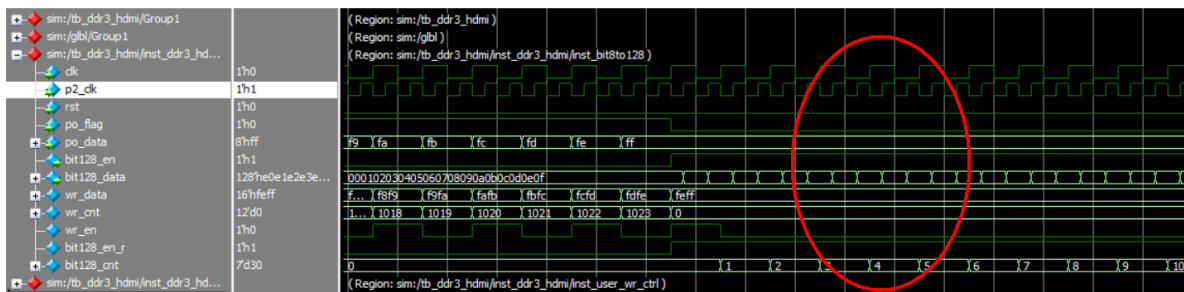 sim:/tb_ddr3_hdmi/Group1 (Region: sim:/tb_ddr3_hdmi )
sim:/glbl/Group1 (Region: sim:/glbl )
sim:/tb_ddr3_hdmi/inst_ddr3_hd... (Region: sim:/tb_ddr3_hdmi/inst_ddr3_hdmi/inst_bit8to128 )
clk 1'h0
p2_clk 1'h1
rst 1'h0
po_flag 1'h0
po_data 8'hff f9 fa fb fc fd fe ff
bit128_en 1'h1
bit128_data 128'he0e1e2e3e... 000102030405060708090a0b0c0d0e0f
wr_data 16'hfeff f... f8f9 f9fa fafb fbfc fcfd fdfe feff
wr_cnt 12'd0 1... 1018 1019 1020 1021 1022 1023 0
wr_en 1'h0
bit128_en_r 1'h1
bit128_cnt 7'd30 0 1 2 3 4 5 6 7 8 9 10
sim:/tb_ddr3_hdmi/inst_ddr3_hd... (Region: sim:/tb_ddr3_hdmi/inst_ddr3_hdmi/inst_user_wr_ctrl )